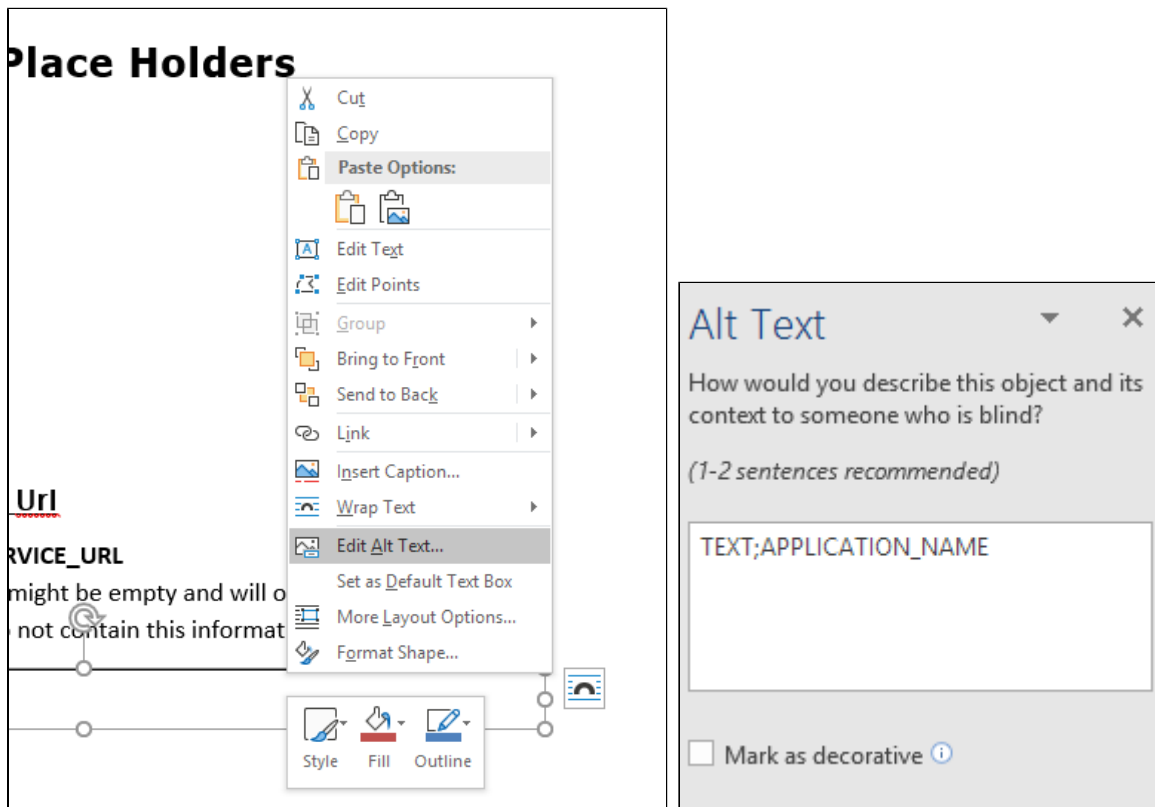 Place Holders
Cut
Copy
Paste Options:
Edit Text
Edit Points
Group
Bring to Front
Send to Back
Link
Insert Caption...
Wrap Text
Edit Alt Text...
Set as Default Text Box
More Layout Options...
Format Shape...
_Url
RVICE_URL
might be empty and will o
not contain this informat
Style Fill Outline
Alt Text
How would you describe this object and its
context to someone who is blind?
(1-2 sentences recommended)
TEXT;APPLICATION_NAME
Mark as decorative